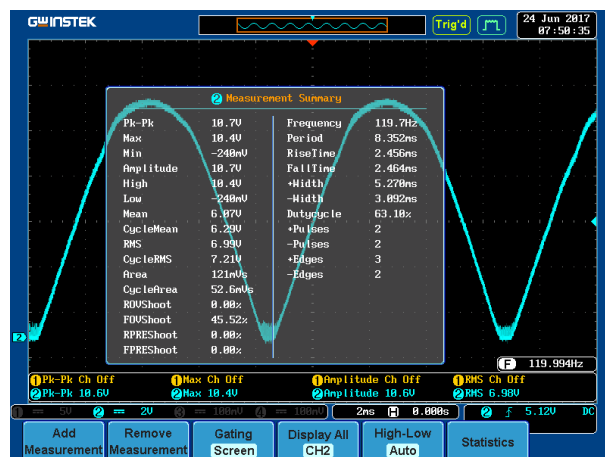 GWINSTEK
Trig'd
24 Jun 2017
07:50:35
2 Measurement Summary
Pk-Pk 10.7V Frequency 119.7Hz
Max 10.4V Period 8.352ms
Min -240mV RiseTime 2.456ms
Amplitude 10.7V FallTime 2.464ms
High 10.4V +Width 5.270ms
Low -240mV -Width 3.092ms
Mean 6.07V Dutycycle 63.10%
CycleMean 6.29V +Pulses 2
RMS 6.99V -Pulses 2
CycleRMS 7.21V +Edges 3
Area 121mVs -Edges 2
CycleArea 52.6mVs
ROVShoot 0.00%
FOVShoot 45.52%
RPREShoot 0.00%
FPREShoot 0.00%
2
F 119.994Hz
1 Pk-Pk Ch Off 1 Max Ch Off 1 Amplitude Ch Off 1 RMS Ch Off
2 Pk-Pk 10.6V 2 Max 10.4V 2 Amplitude 10.6V 2 RMS 6.98V
1 5V 2 2V 3 100mV 4 100mV 2ms H 0.000s 2 5.12V DC
Add Measurement
Remove Measurement
Gating Screen
Display All CH2
High-Low Auto
Statistics